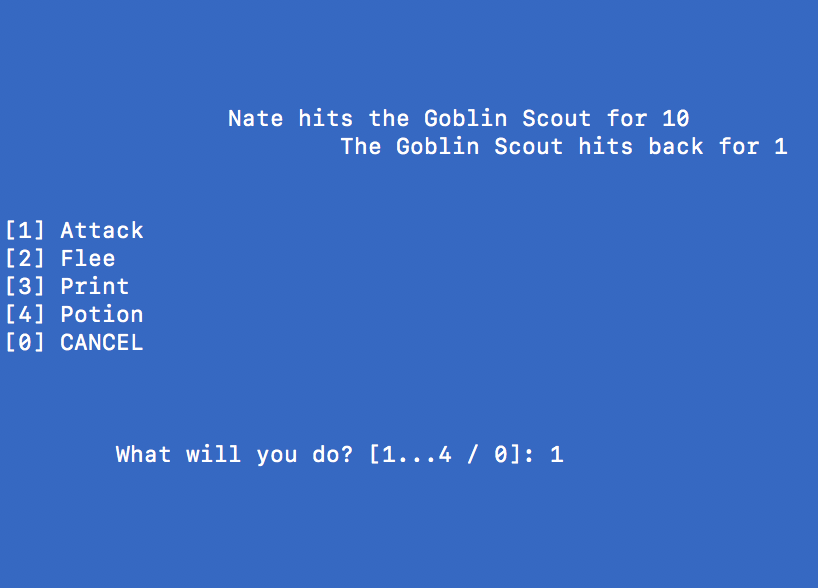 Nate hits the Goblin Scout for 10
The Goblin Scout hits back for 1
[1] Attack
[2] Flee
[3] Print
[4] Potion
[0] CANCEL
What will you do? [1...4 / 0]: 1